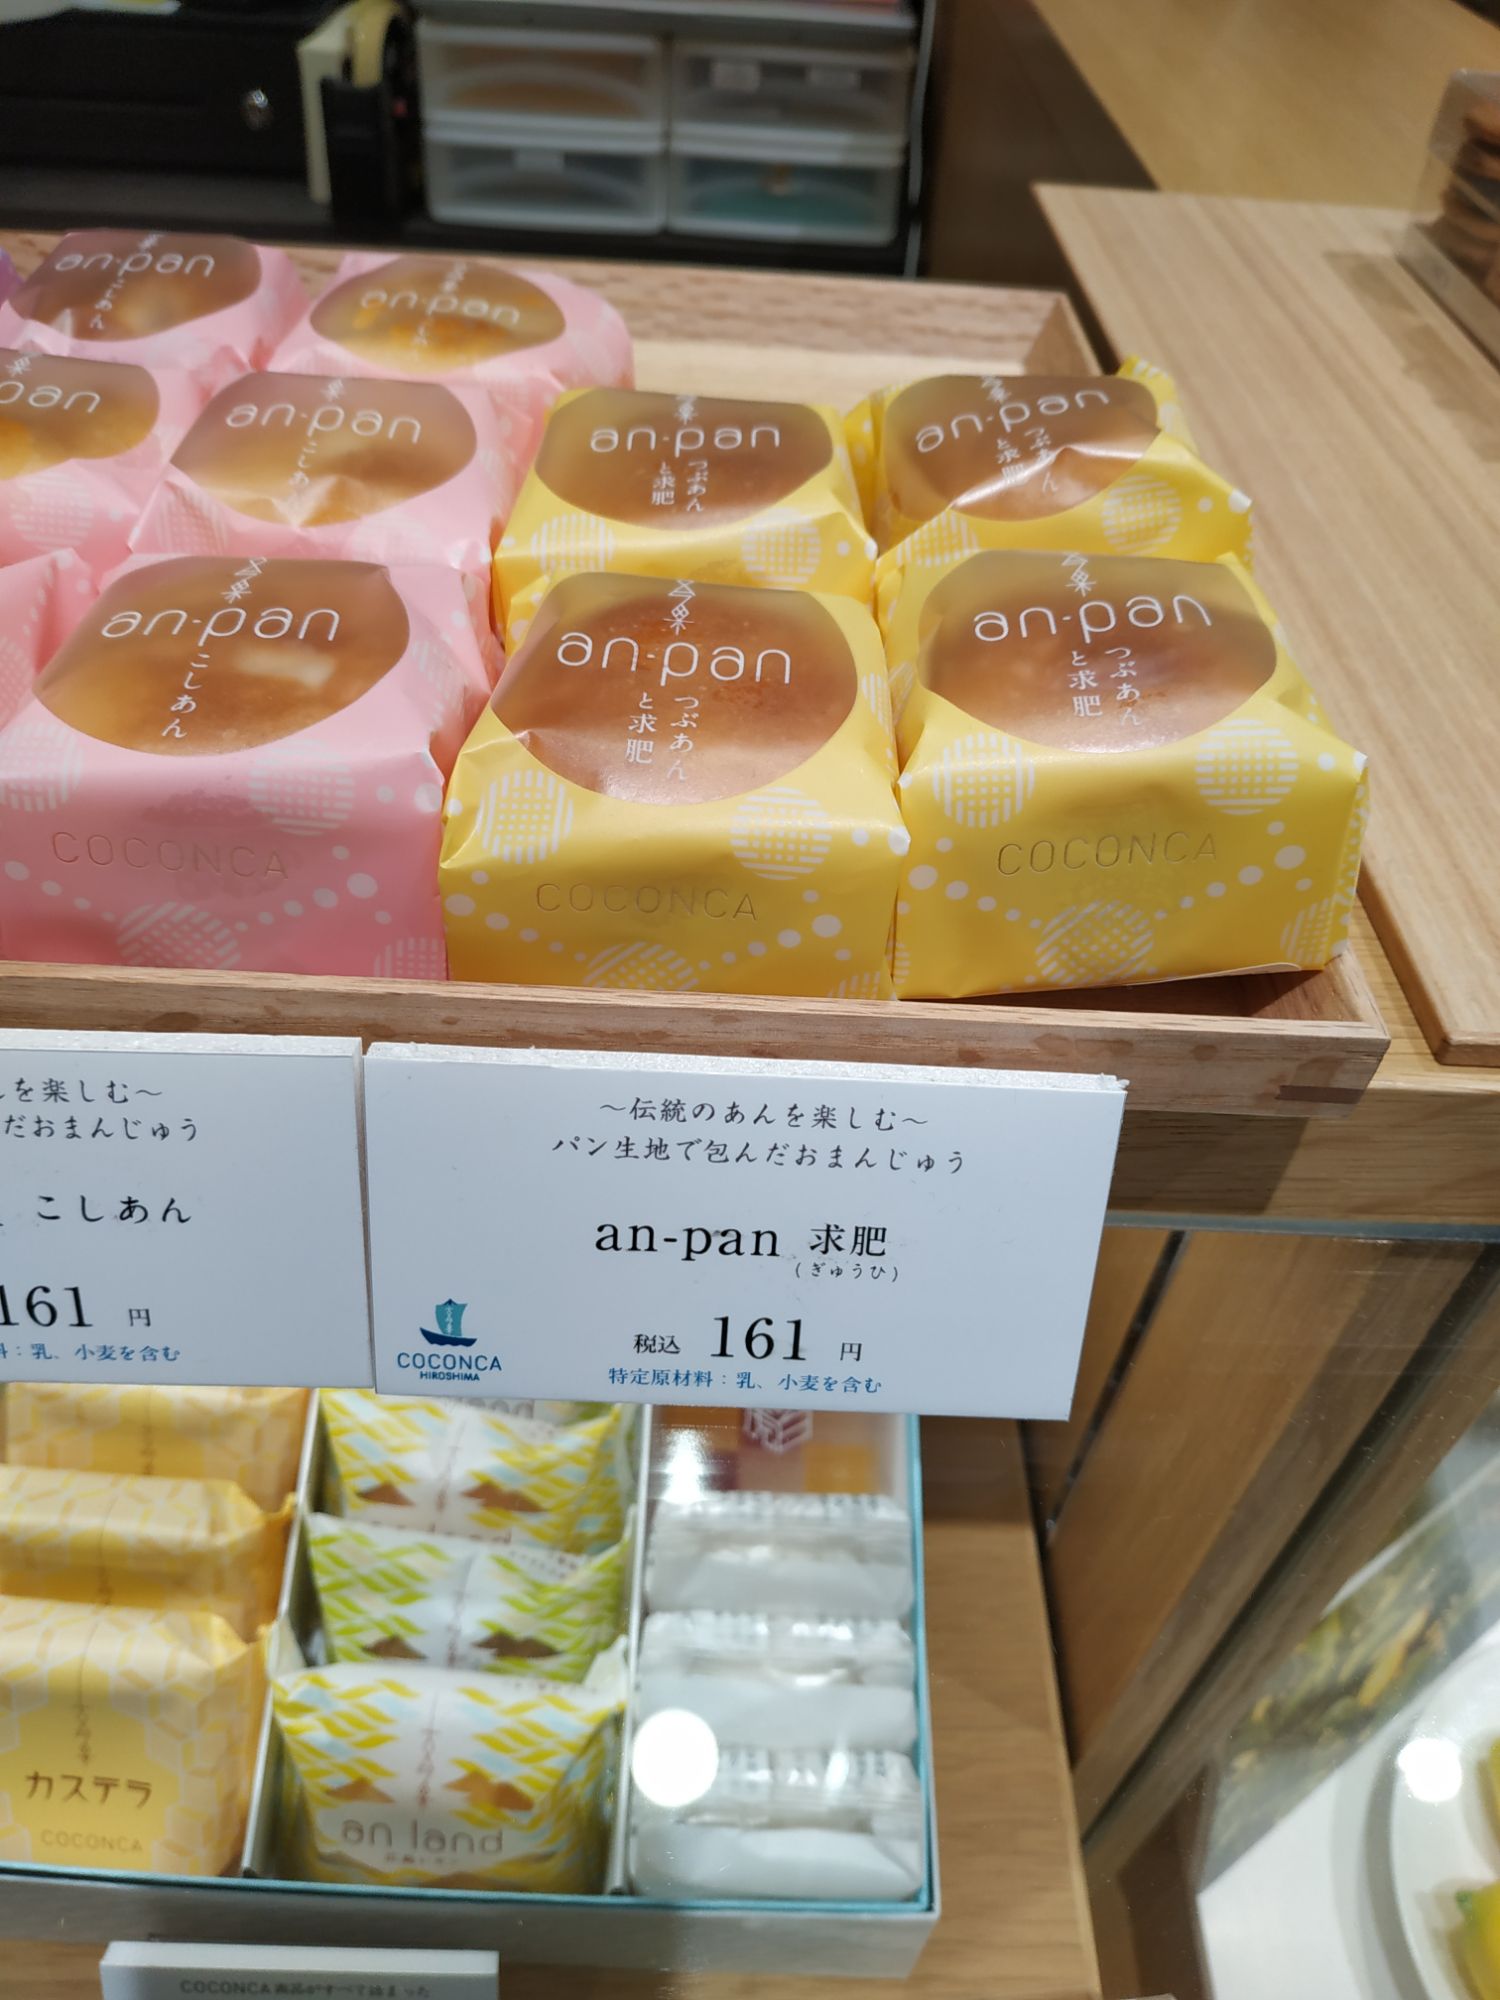 an-pan
こしあん
an-pan
an-pan
こしあ
an-pan
つぶあん
と求肥
an-pan
つぶあん
と求肥
an-pan
こしあん
an-pan
つぶあん
と求肥
an-pan
つぶあん
と求肥
COCONCA
COCONCA
COCONCA
を楽しむ～
だおまんじゅう
こしあん
161 円
：乳、小麦を含む
～伝統のあんを楽しむ～
パン生地で包んだおまんじゅう
an-pan 求肥
(ぎゅうひ)
税込 161 円
特定原材料：乳、小麦を含む
COCONCA
HIROSHIMA
カステラ
COCONCA
an land